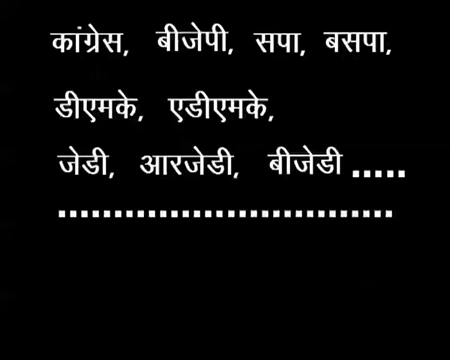 कांग्रेस, बीजेपी, सपा, बसपा,
डीएमके, एडीएमके,
जेडी, आरजेडी, बीजेडी .....
.................................